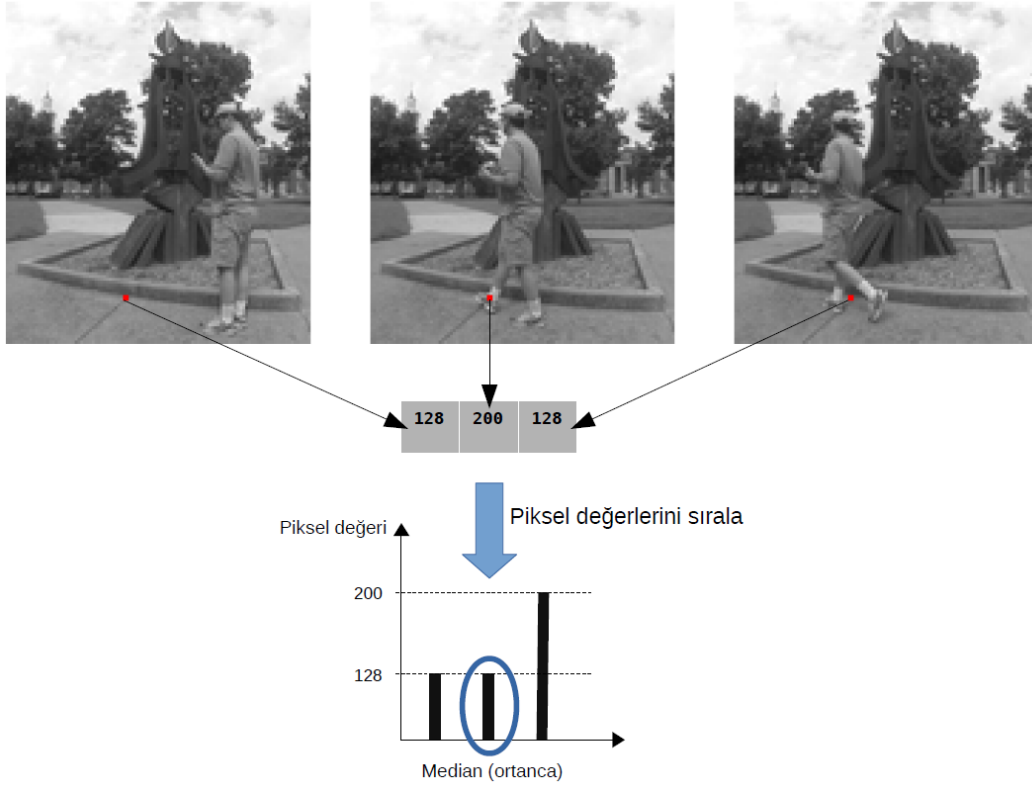 128 200 128
Piksel değerlerini sırala
Piksel değeri
200
128
Median (ortanca)